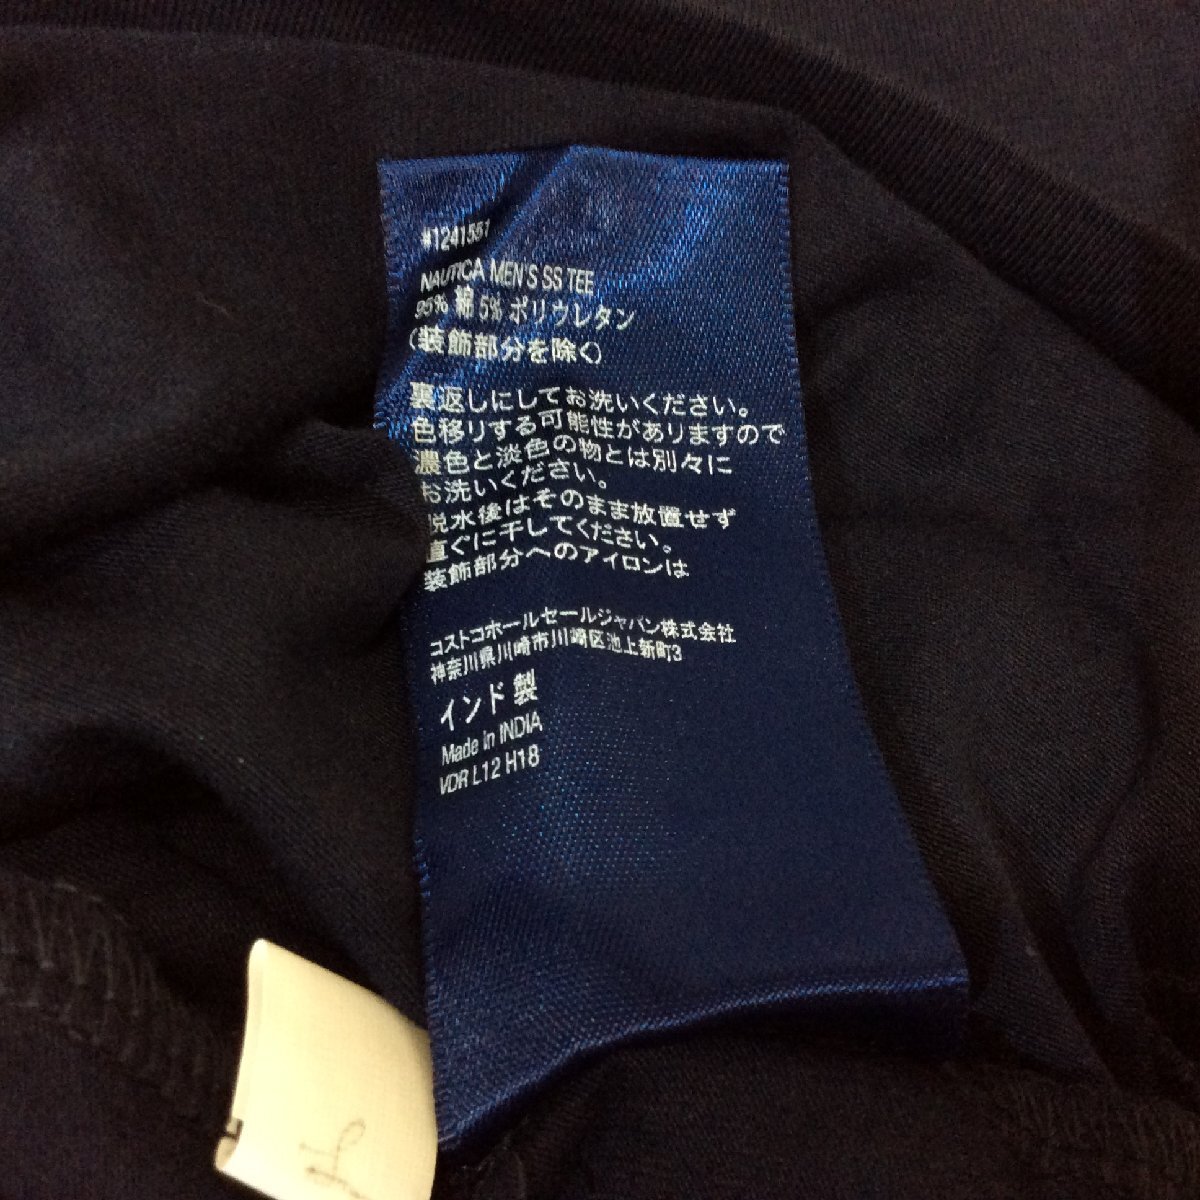 #1241551
NAUTICA MEN'S SS TEE
95% 綿 5% ポリウレタン
(装飾部分を除く)
裏返しにしてお洗いください。
色移りする可能性がありますので
濃色と淡色の物とは別々に
お洗いください。
脱水後はそのまま放置せず
直ぐに干してください。
装飾部分へのアイロンは
コストコホールセールジャパン株式会社
神奈川県川崎市川崎区池上新町3
インド 製
Made in INDIA
VDR L12 H18